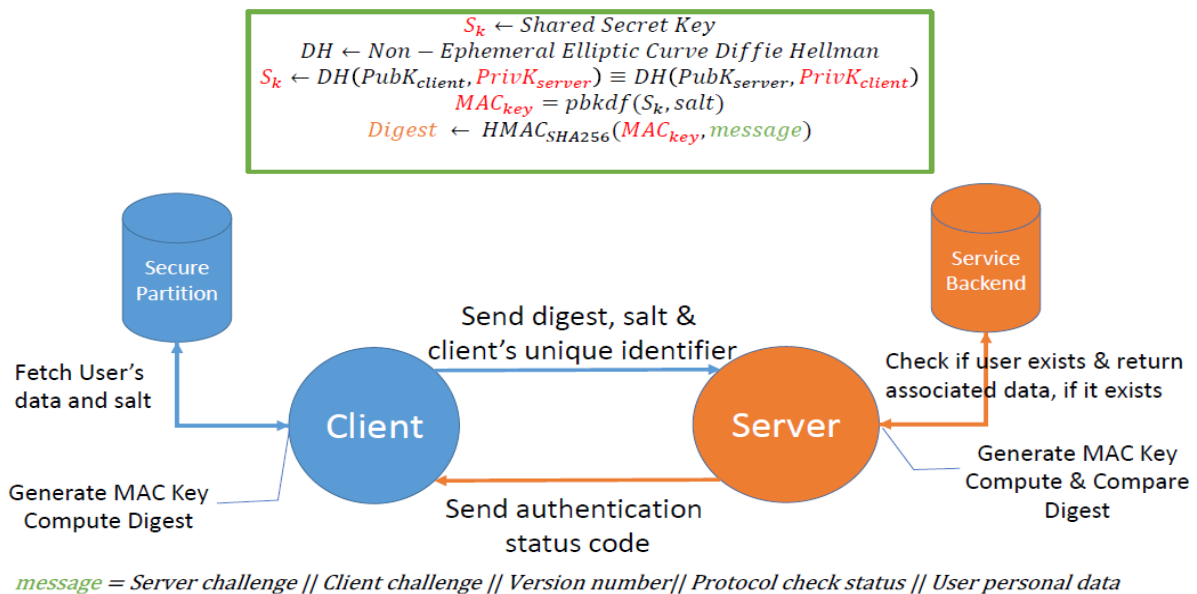 S_k ← Shared Secret Key
DH ← Non − Ephemeral Elliptic Curve Diffie Hellman
S_k ← DH(PubK_client, PrivK_server) ≡ DH(PubK_server, PrivK_client)
MAC_key = pbkdf(S_k, salt)
Digest ← HMAC_SHA256(MAC_key, message)
Secure
Partition
Service
Backend
Send digest, salt &
client's unique identifier
Fetch User's
data and salt
Check if user exists & return
associated data, if it exists
Client
Server
Generate MAC Key
Compute Digest
Send authentication
status code
Generate MAC Key
Compute & Compare
Digest
message = Server challenge || Client challenge || Version number|| Protocol check status || User personal data